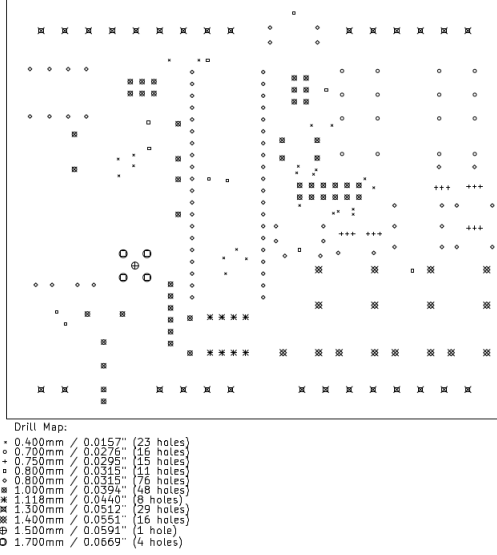 Drill Map:
0.400mm / 0.0157" (23 holes)
0.700mm / 0.0276" (16 holes)
0.750mm / 0.0295" (15 holes)
0.800mm / 0.0315" (11 holes)
0.800mm / 0.0315" (76 holes)
1.000mm / 0.0394" (48 holes)
1.118mm / 0.0440" (8 holes)
1.300mm / 0.0512" (29 holes)
1.400mm / 0.0551" (16 holes)
1.500mm / 0.0591" (1 hole)
1.700mm / 0.0669" (4 holes)